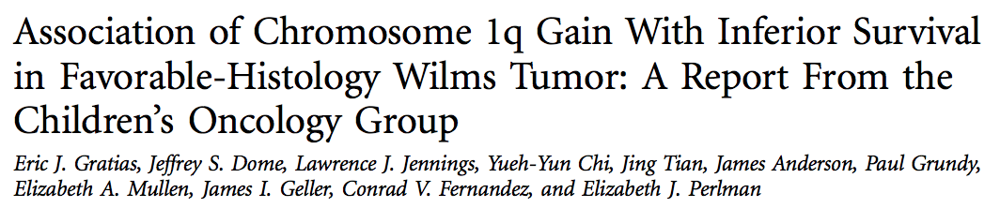 Association of Chromosome 1q Gain With Inferior Survival
in Favorable-Histology Wilms Tumor: A Report From the
Children’s Oncology Group
Eric J. Gratias, Jeffrey S. Dome, Lawrence J. Jennings, Yueh-Yun Chi, Jing Tian, James Anderson, Paul Grundy,
Elizabeth A. Mullen, James I. Geller, Conrad V. Fernandez, and Elizabeth J. Perlman